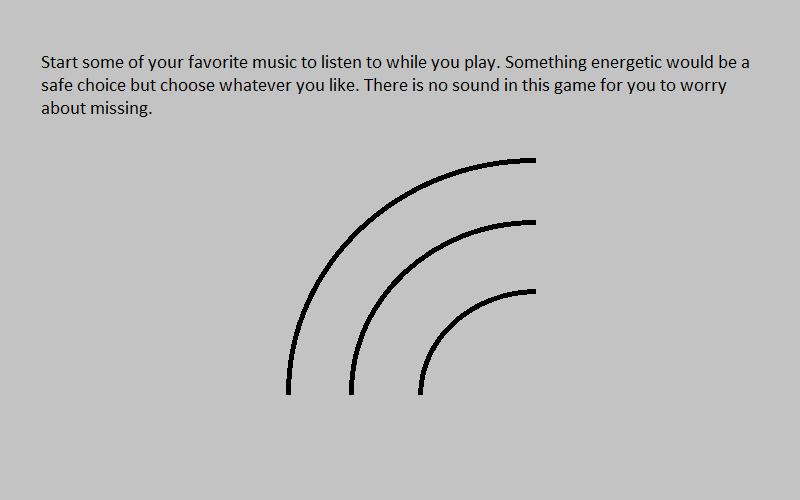 Start some of your favorite music to listen to while you play. Something energetic would be a
safe choice but choose whatever you like. There is no sound in this game for you to worry
about missing.